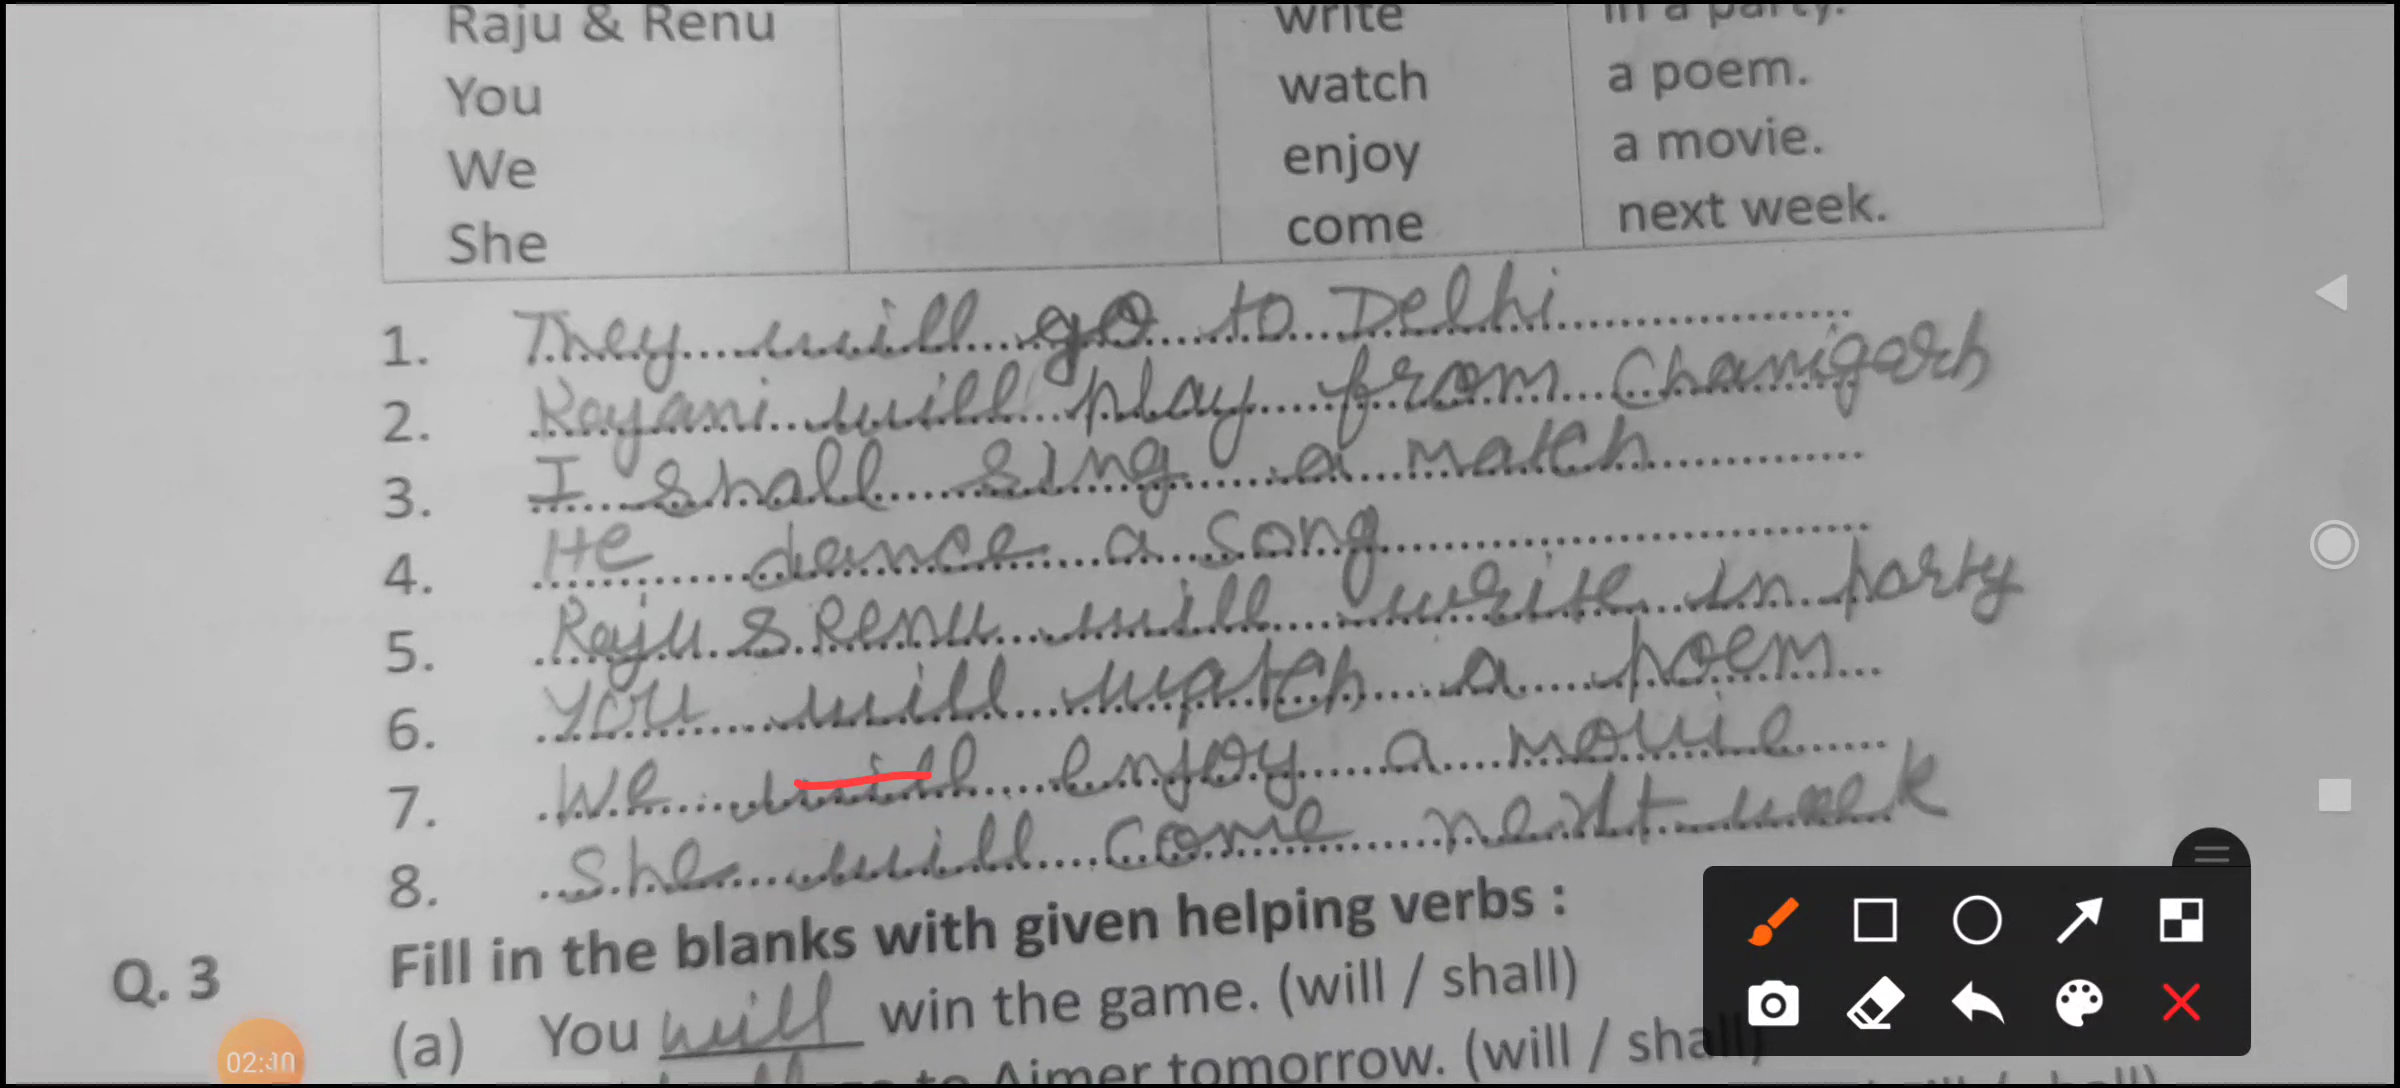 Raju & Renu write in a party.
You watch a poem.
We enjoy a movie.
She come next week.
1. They will go to Delhi
2. Rajani will play from Chanigarh
3. I shall sing a match
4. He dance a song
5. Raju & Renu will write in party
6. You will watch a poem
7. We will enjoy a movie
8. She will come next week
Q. 3 Fill in the blanks with given helping verbs :
(a) You will win the game. (will / shall)
to Ajmer tomorrow. (will / shall)
02:10